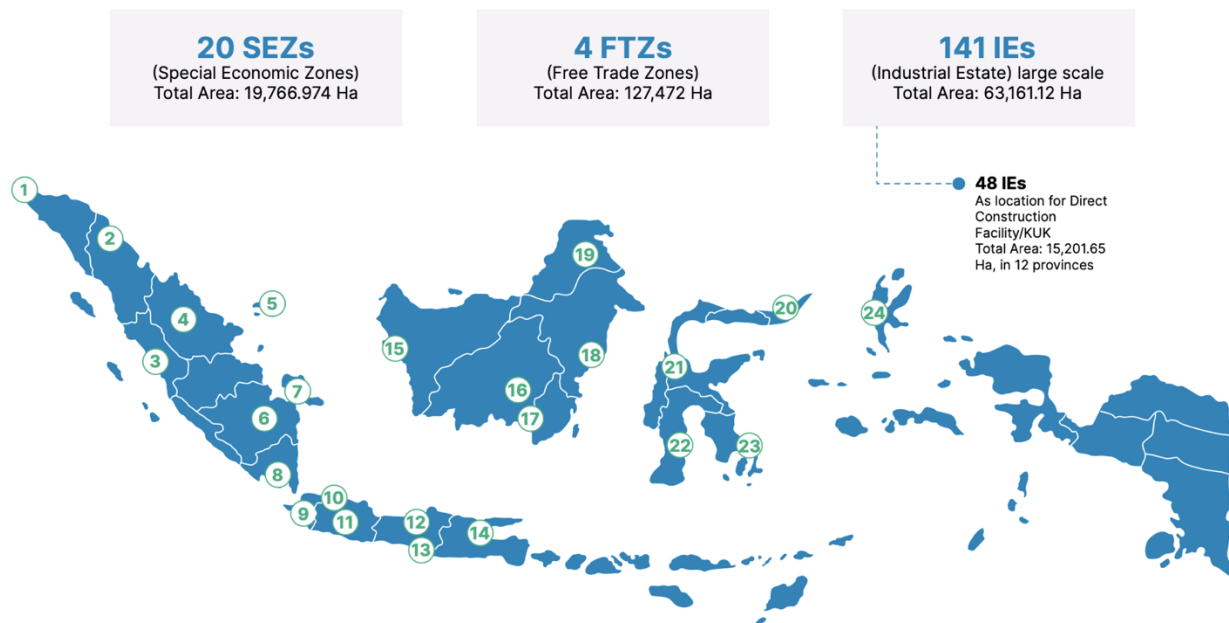 20 SEZs
(Special Economic Zones)
Total Area: 19,766.974 Ha
4 FTZs
(Free Trade Zones)
Total Area: 127,472 Ha
141 IEs
(Industrial Estate) large scale
Total Area: 63,161.12 Ha
48 IEs
As location for Direct
Construction
Facility/KUK
Total Area: 15,201.65
Ha, in 12 provinces
1
2
3
4
5
6
7
8
9
10
11
12
13
14
15
16
17
18
19
20
21
22
23
24